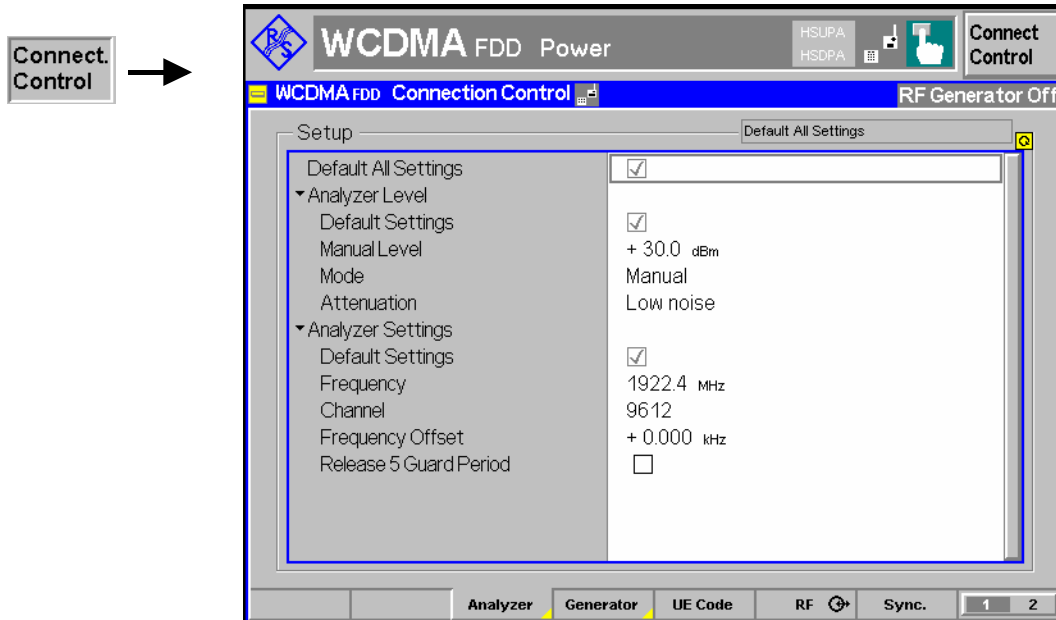 Connect.
Control
R&S
WCDMA FDD Power
HSUPA
HSDPA
Connect
Control
WCDMA FDD Connection Control
RF Generator Off
Setup
Default All Settings
Default All Settings
Analyzer Level
Default Settings
Manual Level + 30.0 dBm
Mode Manual
Attenuation Low noise
Analyzer Settings
Default Settings
Frequency 1922.4 MHz
Channel 9612
Frequency Offset + 0.000 kHz
Release 5 Guard Period
Analyzer Generator UE Code RF Sync. 1 2